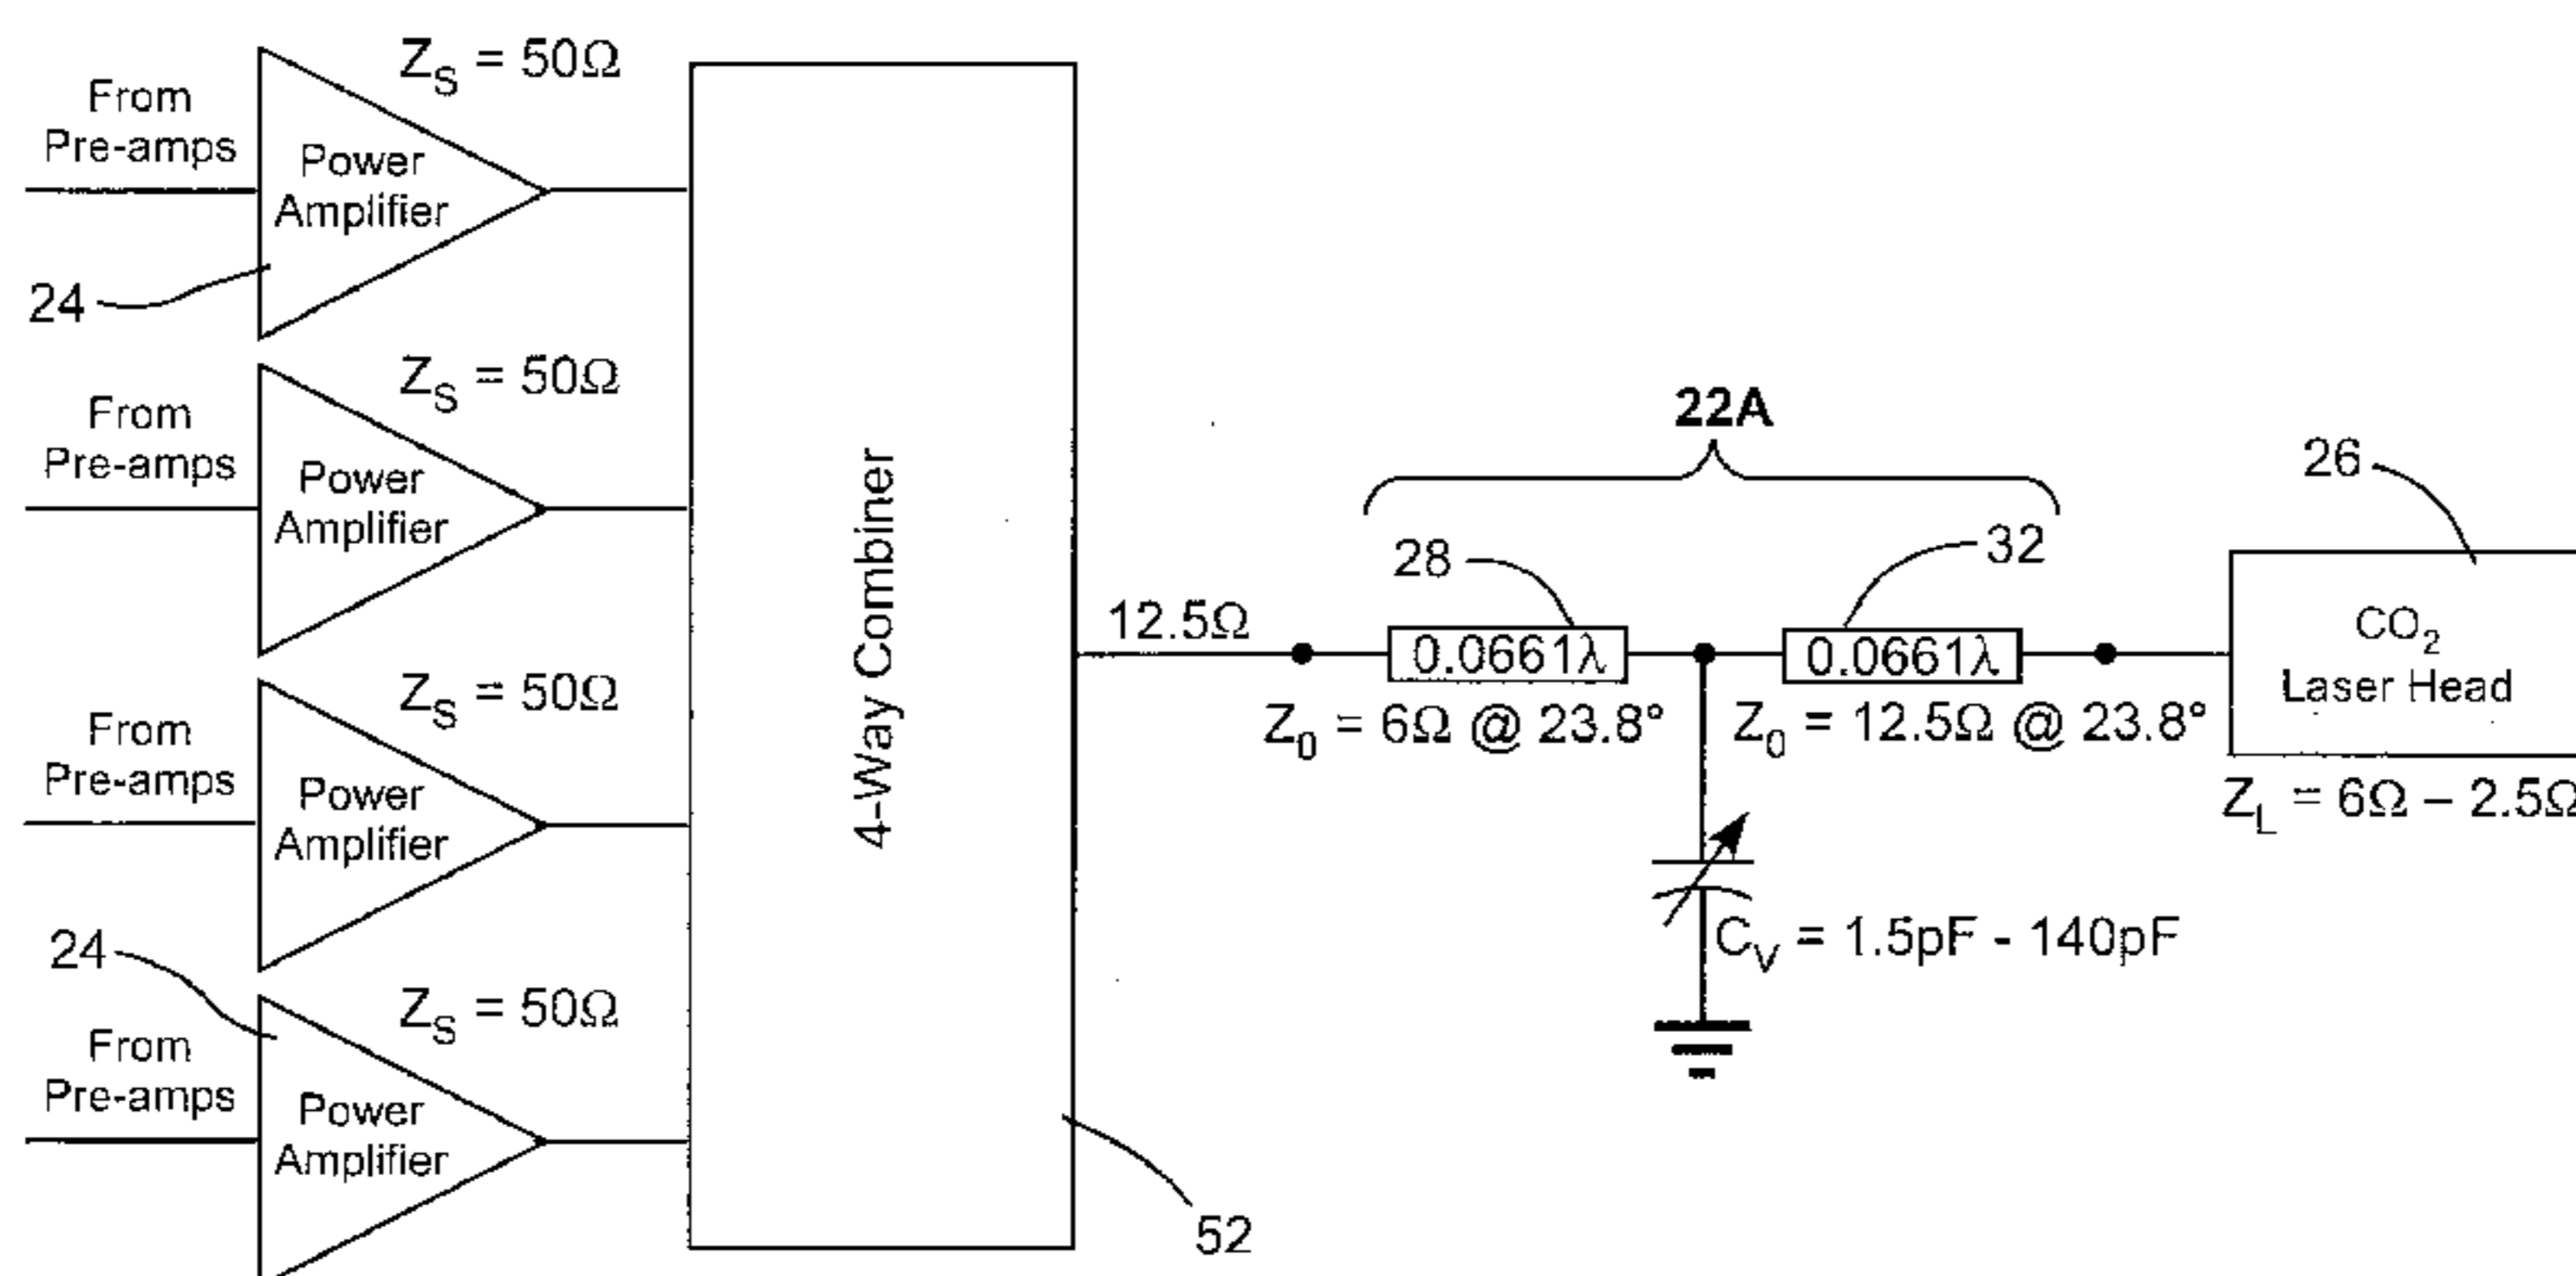 From
Pre-amps
Power
Amplifier
Z_S = 50Ω
24
From
Pre-amps
Power
Amplifier
Z_S = 50Ω
From
Pre-amps
Power
Amplifier
Z_S = 50Ω
24
From
Pre-amps
Power
Amplifier
Z_S = 50Ω
4-Way Combiner
52
12.5Ω
22A
28
32
0.0661λ
0.0661λ
Z_0 = 6Ω @ 23.8°
Z_0 = 12.5Ω @ 23.8°
C_V = 1.5pF - 140pF
26
CO_2
Laser Head
Z_L = 6Ω – 2.5Ω